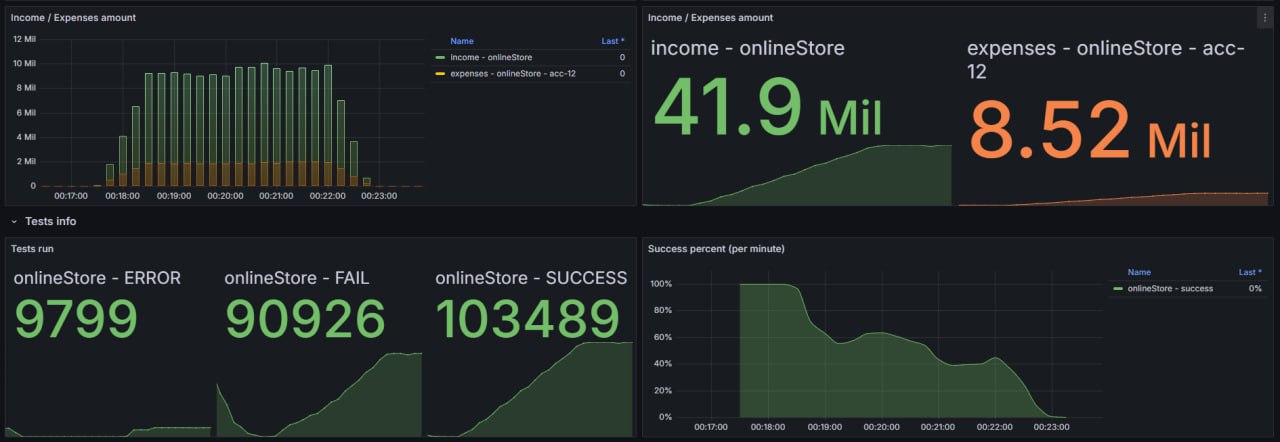 Income / Expenses amount
12 Mil
10 Mil
8 Mil
6 Mil
4 Mil
2 Mil
0
00:17:00 00:18:00 00:19:00 00:20:00 00:21:00 00:22:00 00:23:00
Name Last *
income - onlineStore 0
expenses - onlineStore - acc-12 0
Income / Expenses amount
income - onlineStore
41.9 Mil
expenses - onlineStore - acc-
12
8.52 Mil
Tests info
Tests run
onlineStore - ERROR
9799
onlineStore - FAIL
90926
onlineStore - SUCCESS
103489
Success percent (per minute)
100%
80%
60%
40%
20%
0%
00:17:00 00:18:00 00:19:00 00:20:00 00:21:00 00:22:00 00:23:00
Name Last *
onlineStore - success 0%